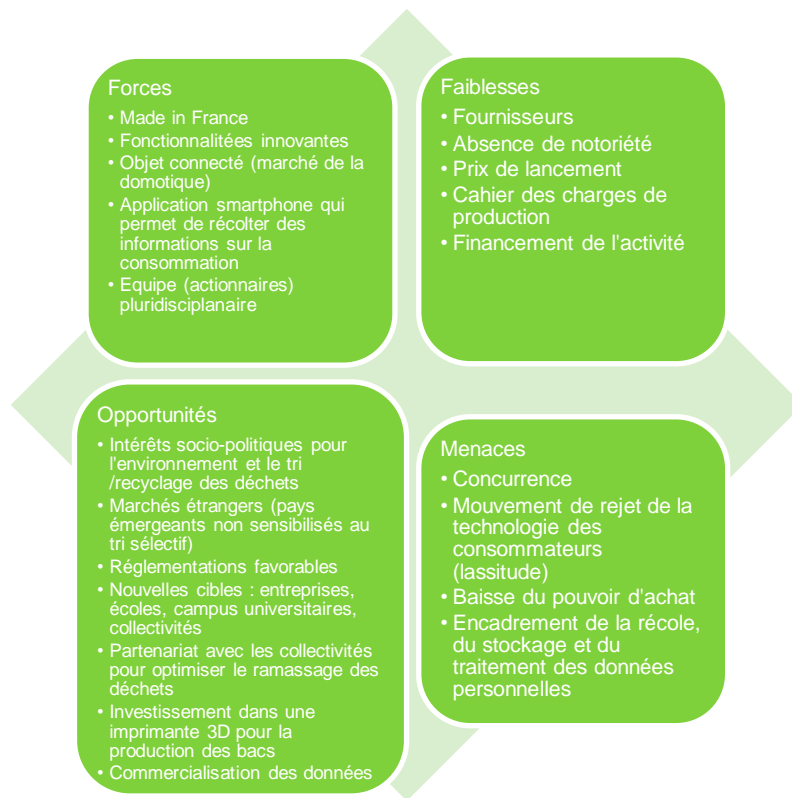 Forces
• Made in France
• Fonctionnalitées innovantes
• Objet connecté (marché de la
domotique)
• Application smartphone qui
permet de récolter des
informations sur la
consommation
• Equipe (actionnaires)
pluridisciplanaire
Faiblesses
• Fournisseurs
• Absence de notoriété
• Prix de lancement
• Cahier des charges de
production
• Financement de l'activité
Opportunités
• Intérêts socio-politiques pour
l'environnement et le tri
/recyclage des déchets
• Marchés étrangers (pays
émergeants non sensibilisés au
tri sélectif)
• Réglementations favorables
• Nouvelles cibles : entreprises,
écoles, campus universitaires,
collectivités
• Partenariat avec les collectivités
pour optimiser le ramassage des
déchets
• Investissement dans une
imprimante 3D pour la
production des bacs
• Commercialisation des données
Menaces
• Concurrence
• Mouvement de rejet de la
technologie des
consommateurs
(lassitude)
• Baisse du pouvoir d'achat
• Encadrement de la récole,
du stockage et du
traitement des données
personnelles